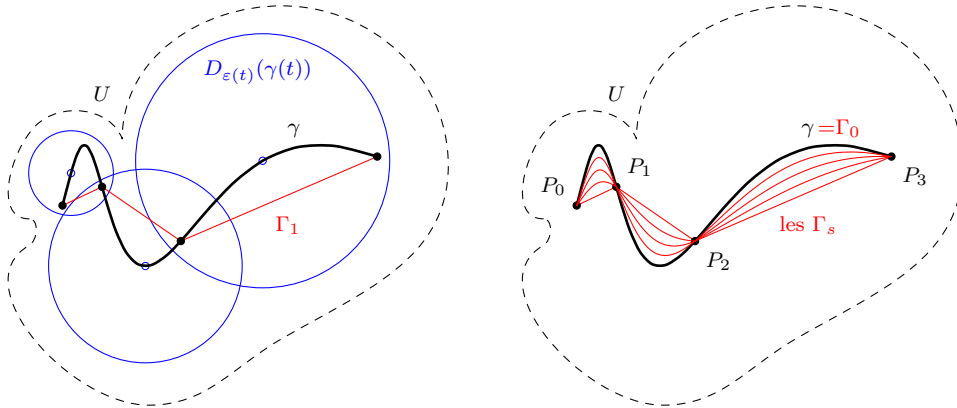 U
D_{ε(t)}(γ(t))
γ
Γ_1
U
γ = Γ_0
P_0
P_1
P_2
P_3
les Γ_s